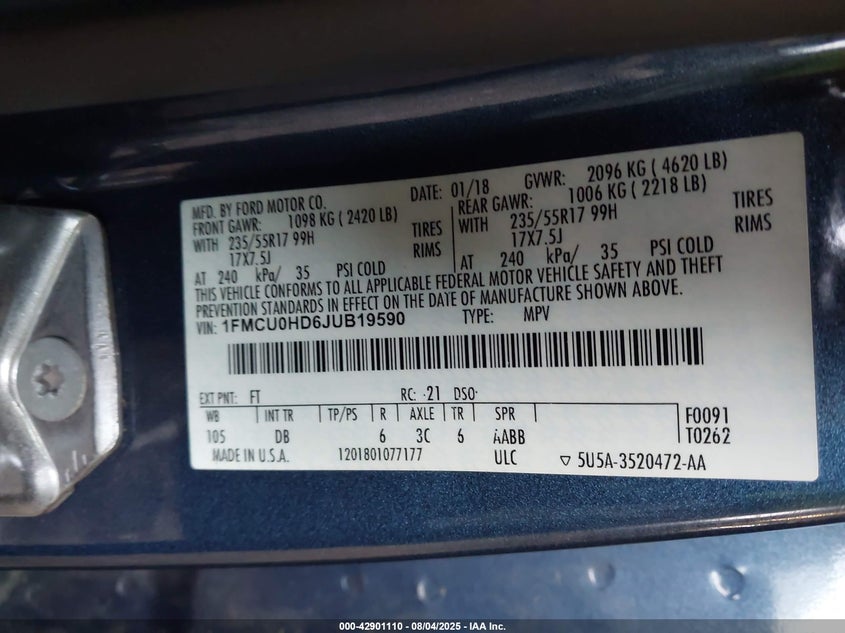 MFD. BY FORD MOTOR CO. DATE: 01/18 GVWR: 2096 KG ( 4620 LB)
FRONT GAWR: 1098 KG ( 2420 LB) REAR GAWR: 1006 KG ( 2218 LB)
WITH 235/55R17 99H TIRES WITH 235/55R17 99H TIRES
17X7.5J RIMS 17X7.5J RIMS
AT 240 kPa/ 35 PSI COLD AT 240 kPa/ 35 PSI COLD
THIS VEHICLE CONFORMS TO ALL APPLICABLE FEDERAL MOTOR VEHICLE SAFETY AND THEFT
PREVENTION STANDARDS IN EFFECT ON THE DATE OF MANUFACTURE SHOWN ABOVE.
VIN: 1FMCU0HD6JUB19590 TYPE: MPV
EXT PNT: FT RC: 21 DSO:
WB INT TR TP/PS R AXLE TR SPR F0091
105 DB 6 3C 6 AABB T0262
MADE IN U.S.A. 1201801077177 ULC ▽ 5U5A-3520472-AA
000-42901110 - 08/04/2025 - IAA Inc.